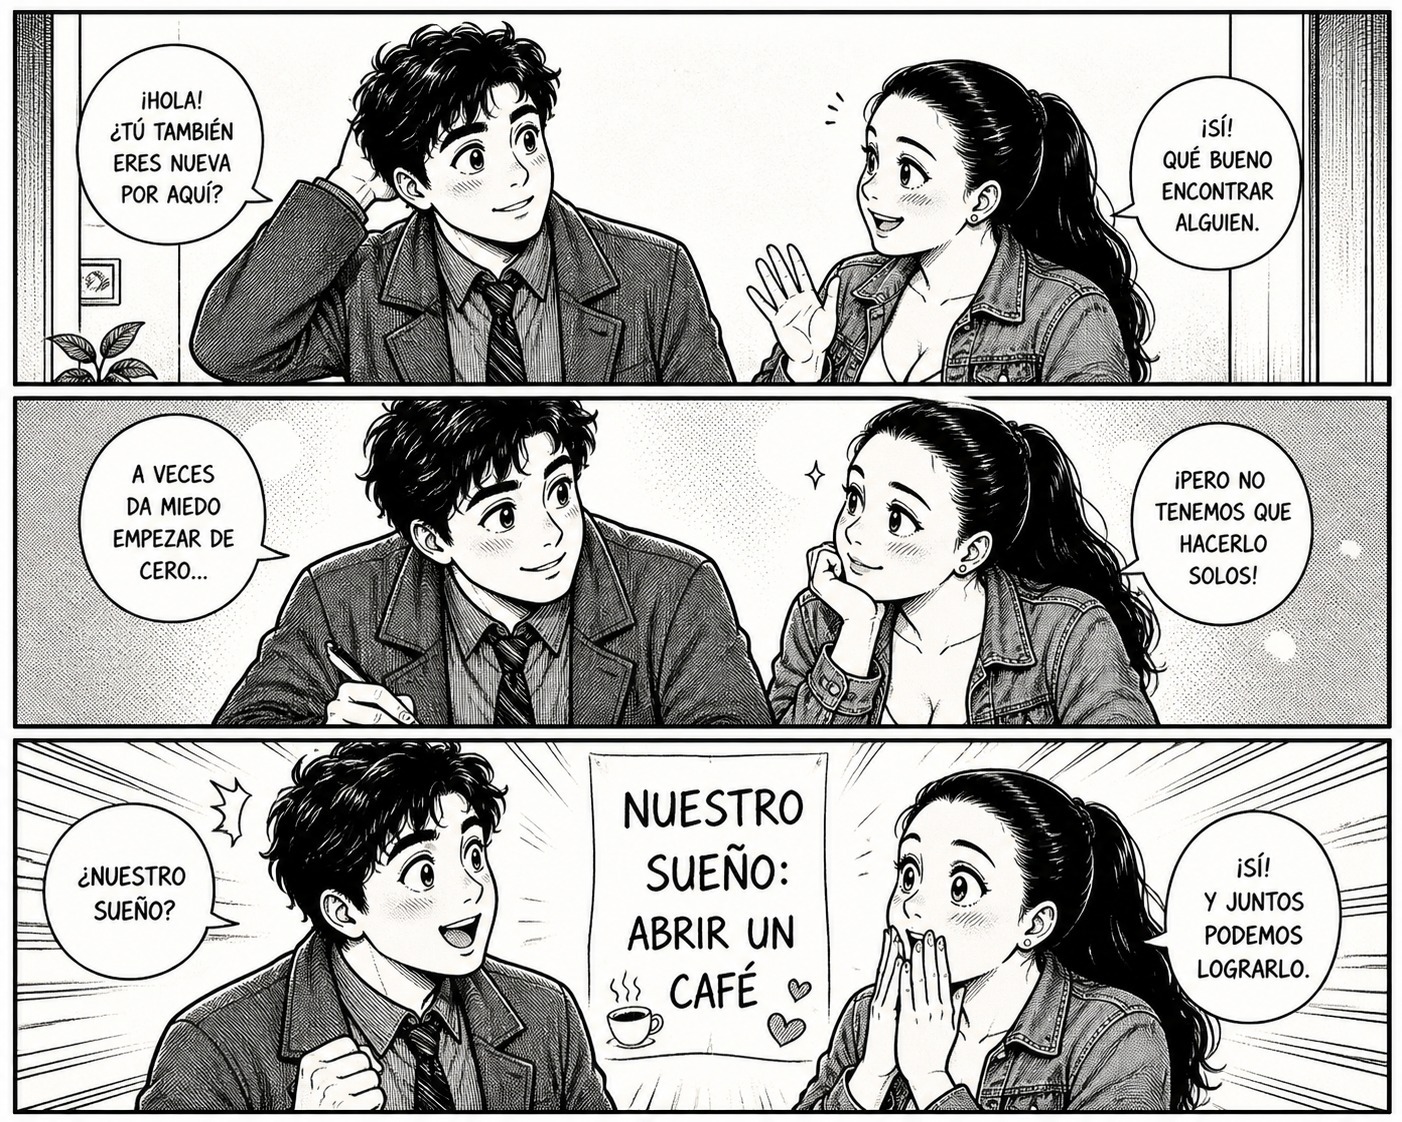 ¡HOLA!
¿TÚ TAMBIÉN
ERES NUEVA
POR AQUÍ?
¡SÍ!
QUÉ BUENO
ENCONTRAR
ALGUIEN.
A VECES
DA MIEDO
EMPEZAR DE
CERO...
¡PERO NO
TENEMOS QUE
HACERLO
SOLOS!
¿NUESTRO
SUEÑO?
NUESTRO
SUEÑO:
ABRIR UN
CAFÉ
¡SÍ!
Y JUNTOS
PODEMOS
LOGRARLO.